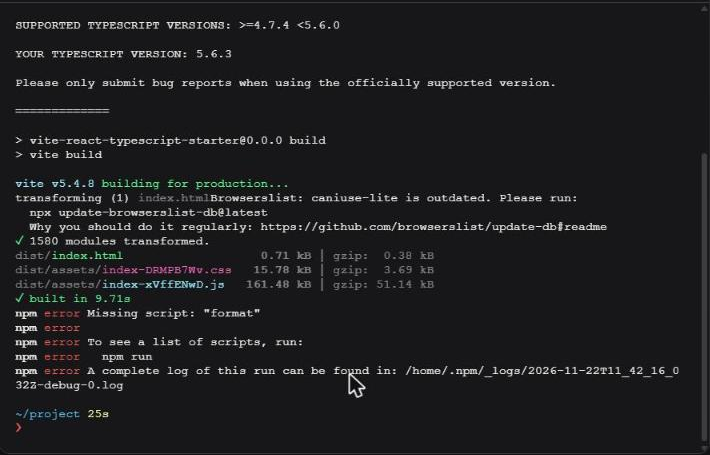 SUPPORTED TYPESCRIPT VERSIONS: >=4.7.4 <5.6.0
YOUR TYPESCRIPT VERSION: 5.6.3
Please only submit bug reports when using the officially supported version.
=============
> vite-react-typescript-starter@0.0.0 build
> vite build
vite v5.4.8 building for production...
transforming (1) index.htmlBrowserslist: caniuse-lite is outdated. Please run:
  npx update-browserslist-db@latest
  Why you should do it regularly: https://github.com/browserslist/update-db#readme
✓ 1580 modules transformed.
dist/index.html                   0.71 kB │ gzip:  0.38 kB
dist/assets/index-DRMPB7Wv.css   15.78 kB │ gzip:  3.69 kB
dist/assets/index-xVffENwD.js   161.48 kB │ gzip: 51.14 kB
✓ built in 9.71s
npm error Missing script: "format"
npm error
npm error To see a list of scripts, run:
npm error   npm run
npm error A complete log of this run can be found in: /home/.npm/_logs/2026-11-22T11_42_16_0
32Z-debug-0.log
~/project 25s
❯